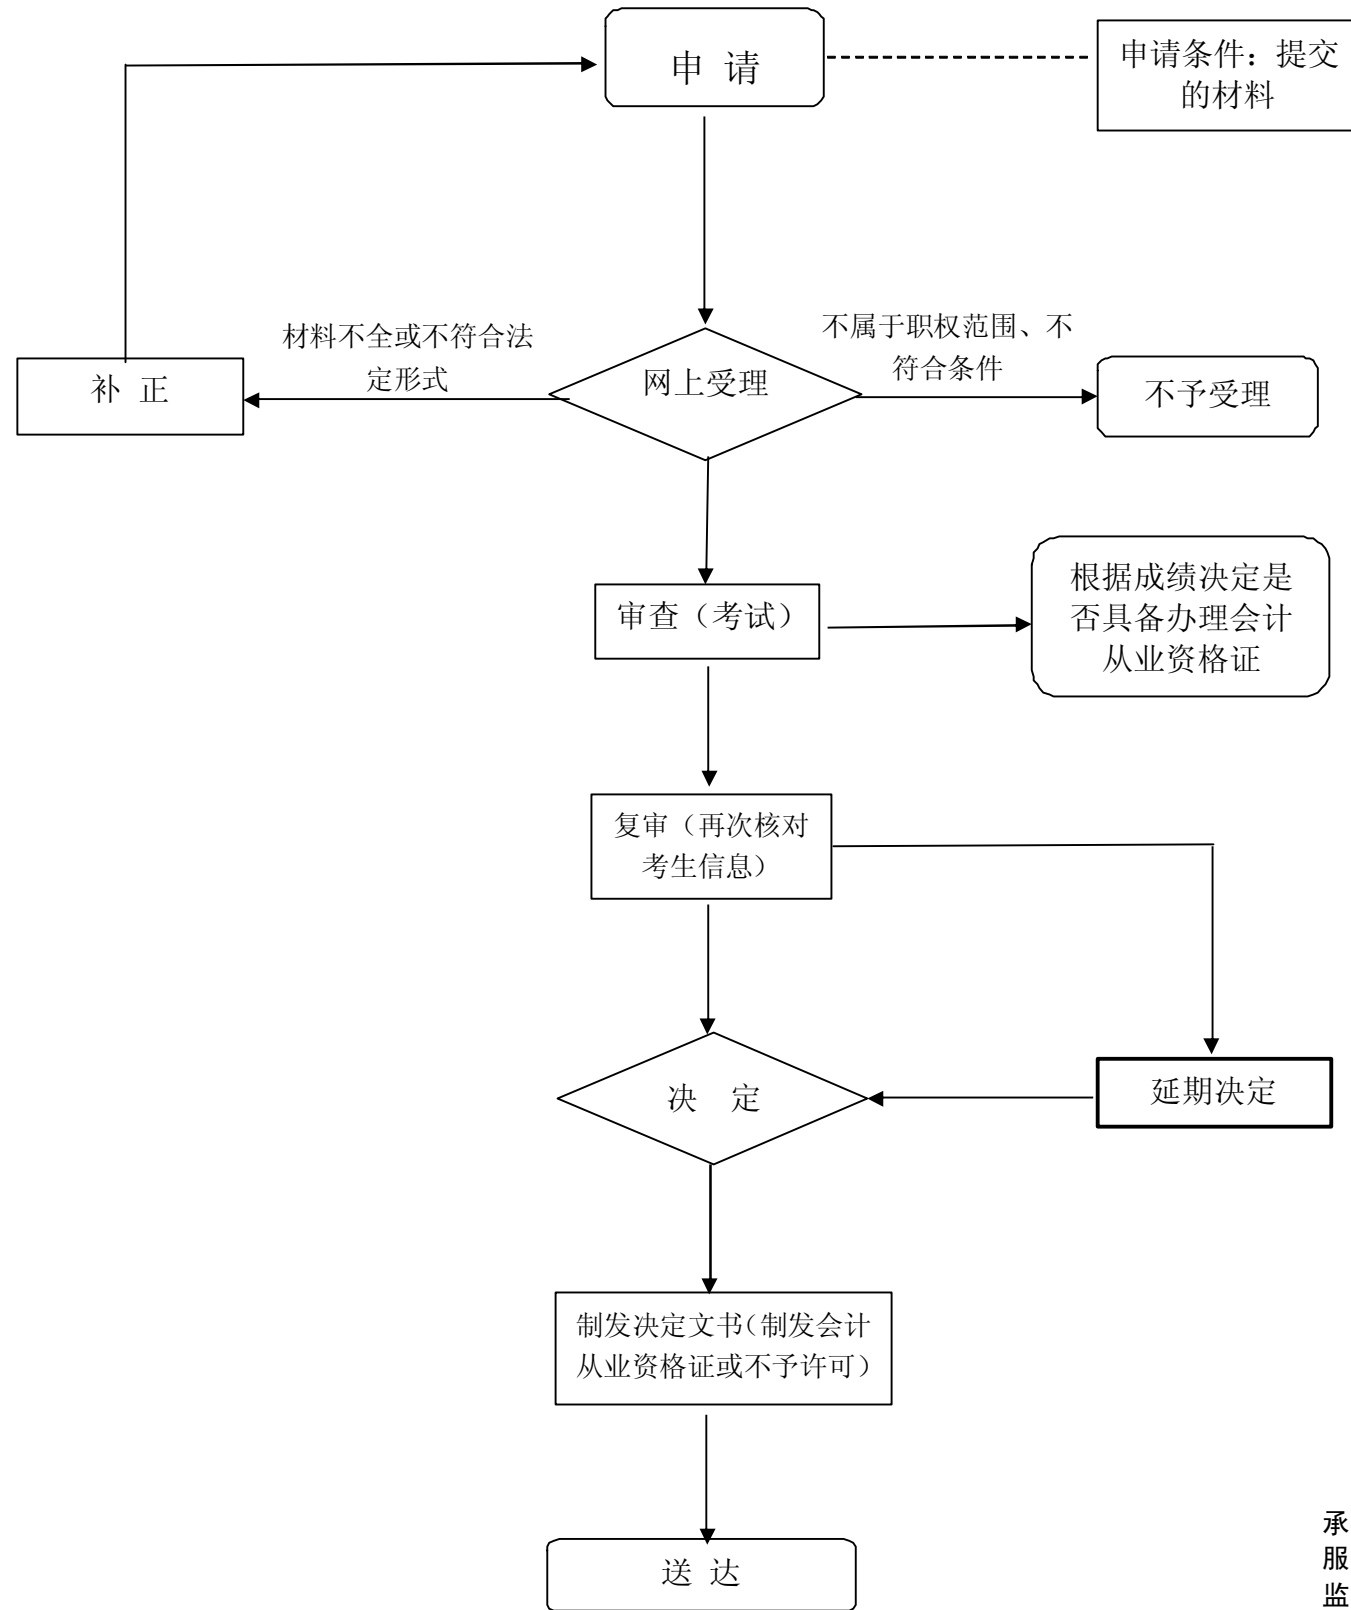 申 请
申请条件：提交
的材料
材料不全或不符合法
定形式
不属于职权范围、不
符合条件
补 正
网上受理
不予受理
审查（考试）
根据成绩决定是
否具备办理会计
从业资格证
复审（再次核对
考生信息）
决 定
延期决定
制发决定文书（制发会计
从业资格证或不予许可）
送 达
承
服
监